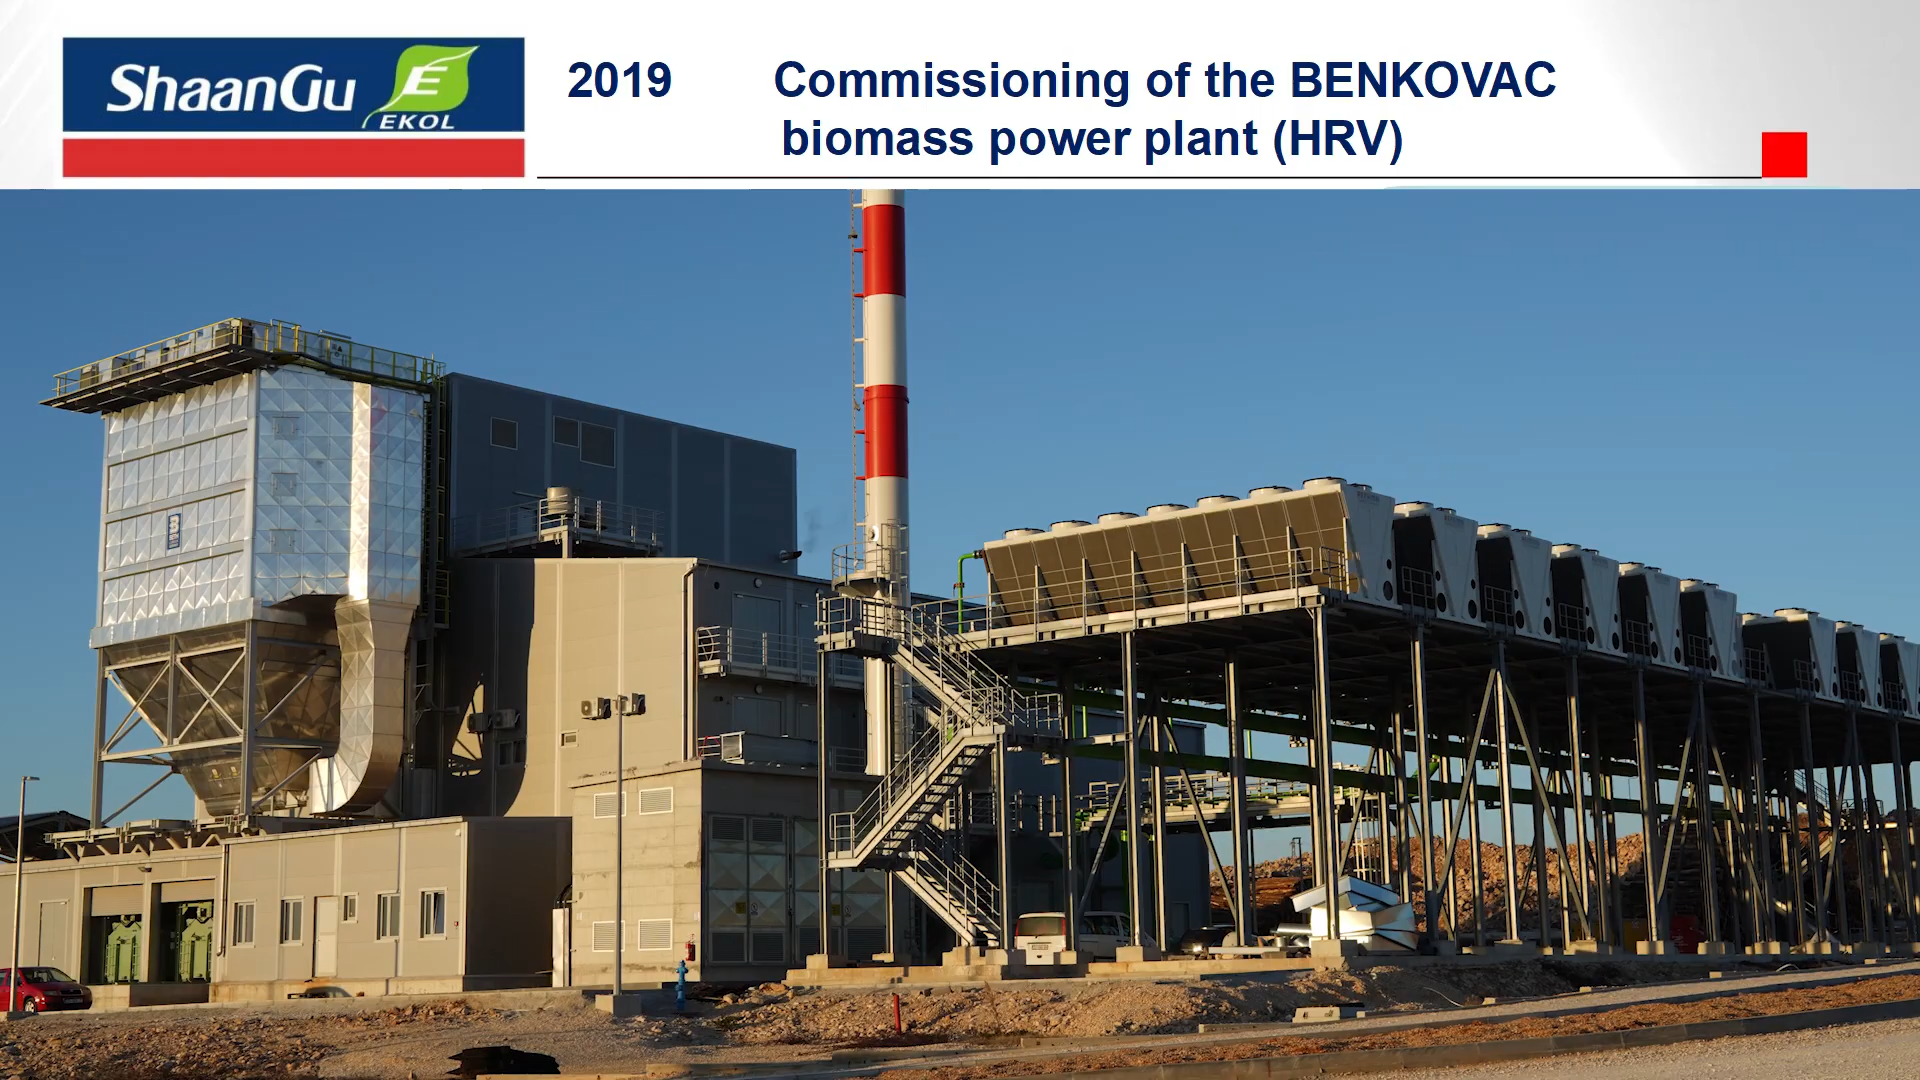 ShaanGu
E
EKOL
2019 Commissioning of the BENKOVAC
biomass power plant (HRV)